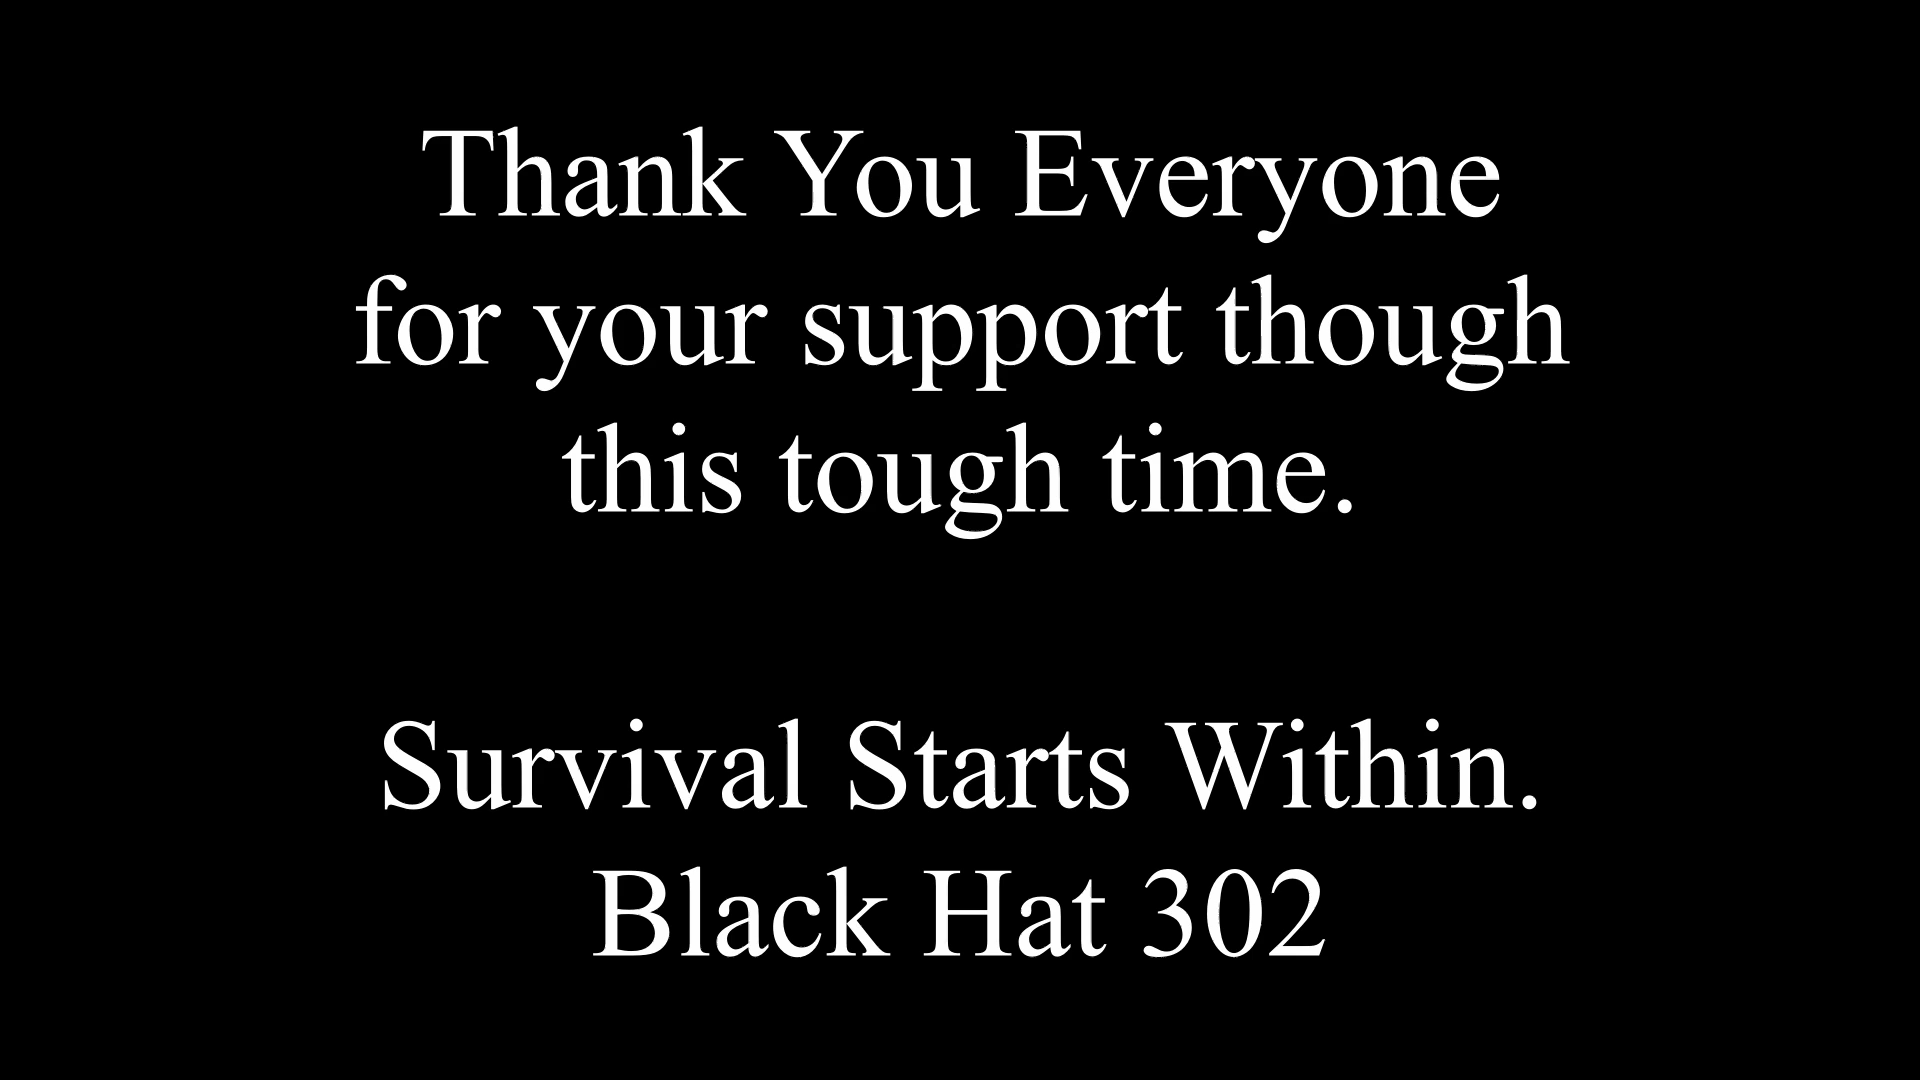 Thank You Everyone
for your support though
this tough time.
Survival Starts Within.
Black Hat 302